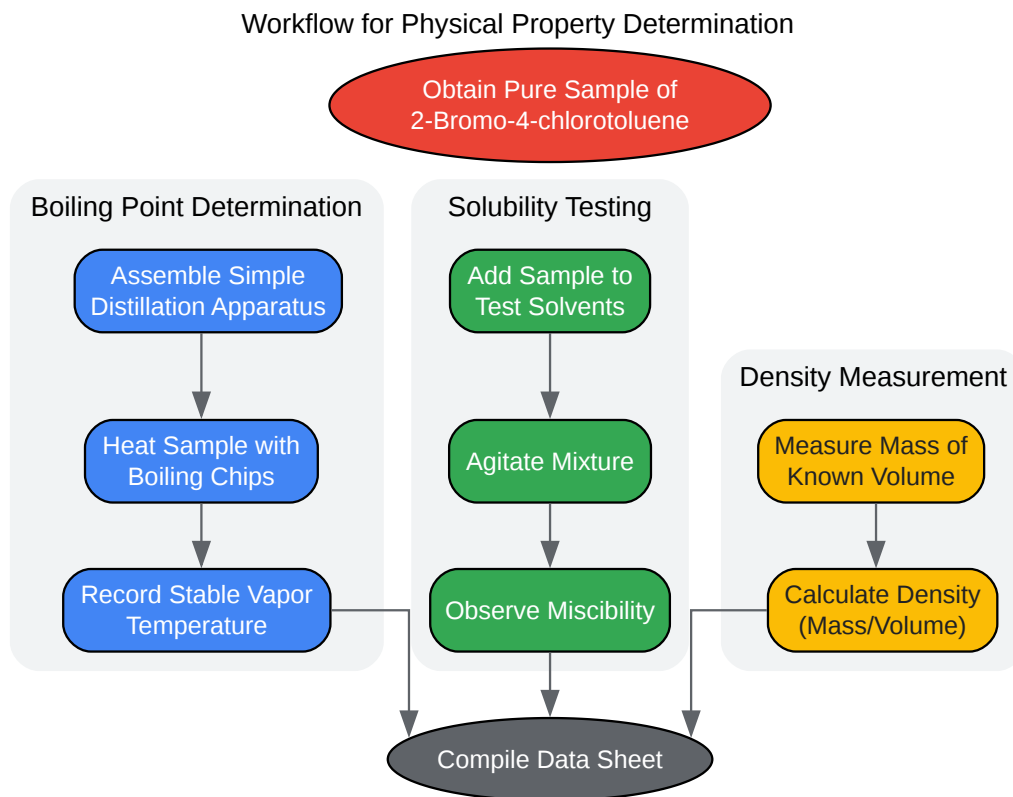 Workflow for Physical Property Determination
Obtain Pure Sample of
2-Bromo-4-chlorotoluene
Boiling Point Determination
Assemble Simple
Distillation Apparatus
Heat Sample with
Boiling Chips
Record Stable Vapor
Temperature
Solubility Testing
Add Sample to
Test Solvents
Agitate Mixture
Observe Miscibility
Density Measurement
Measure Mass of
Known Volume
Calculate Density
(Mass/Volume)
Compile Data Sheet